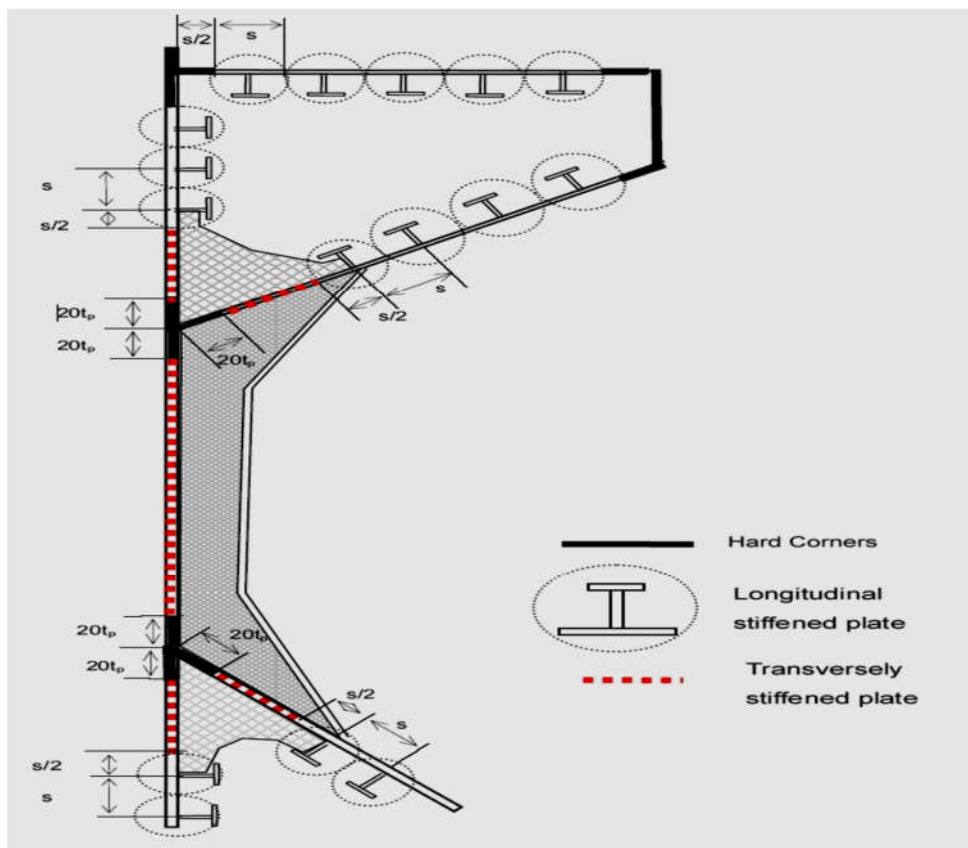 s/2
s
s
s/2
s
s/2
20tₚ
20tₚ
20tₚ
20tₚ
20tₚ
20tₚ
s/2
s
s/2
s
Hard Corners
Longitudinal
stiffened plate
Transversely
stiffened plate